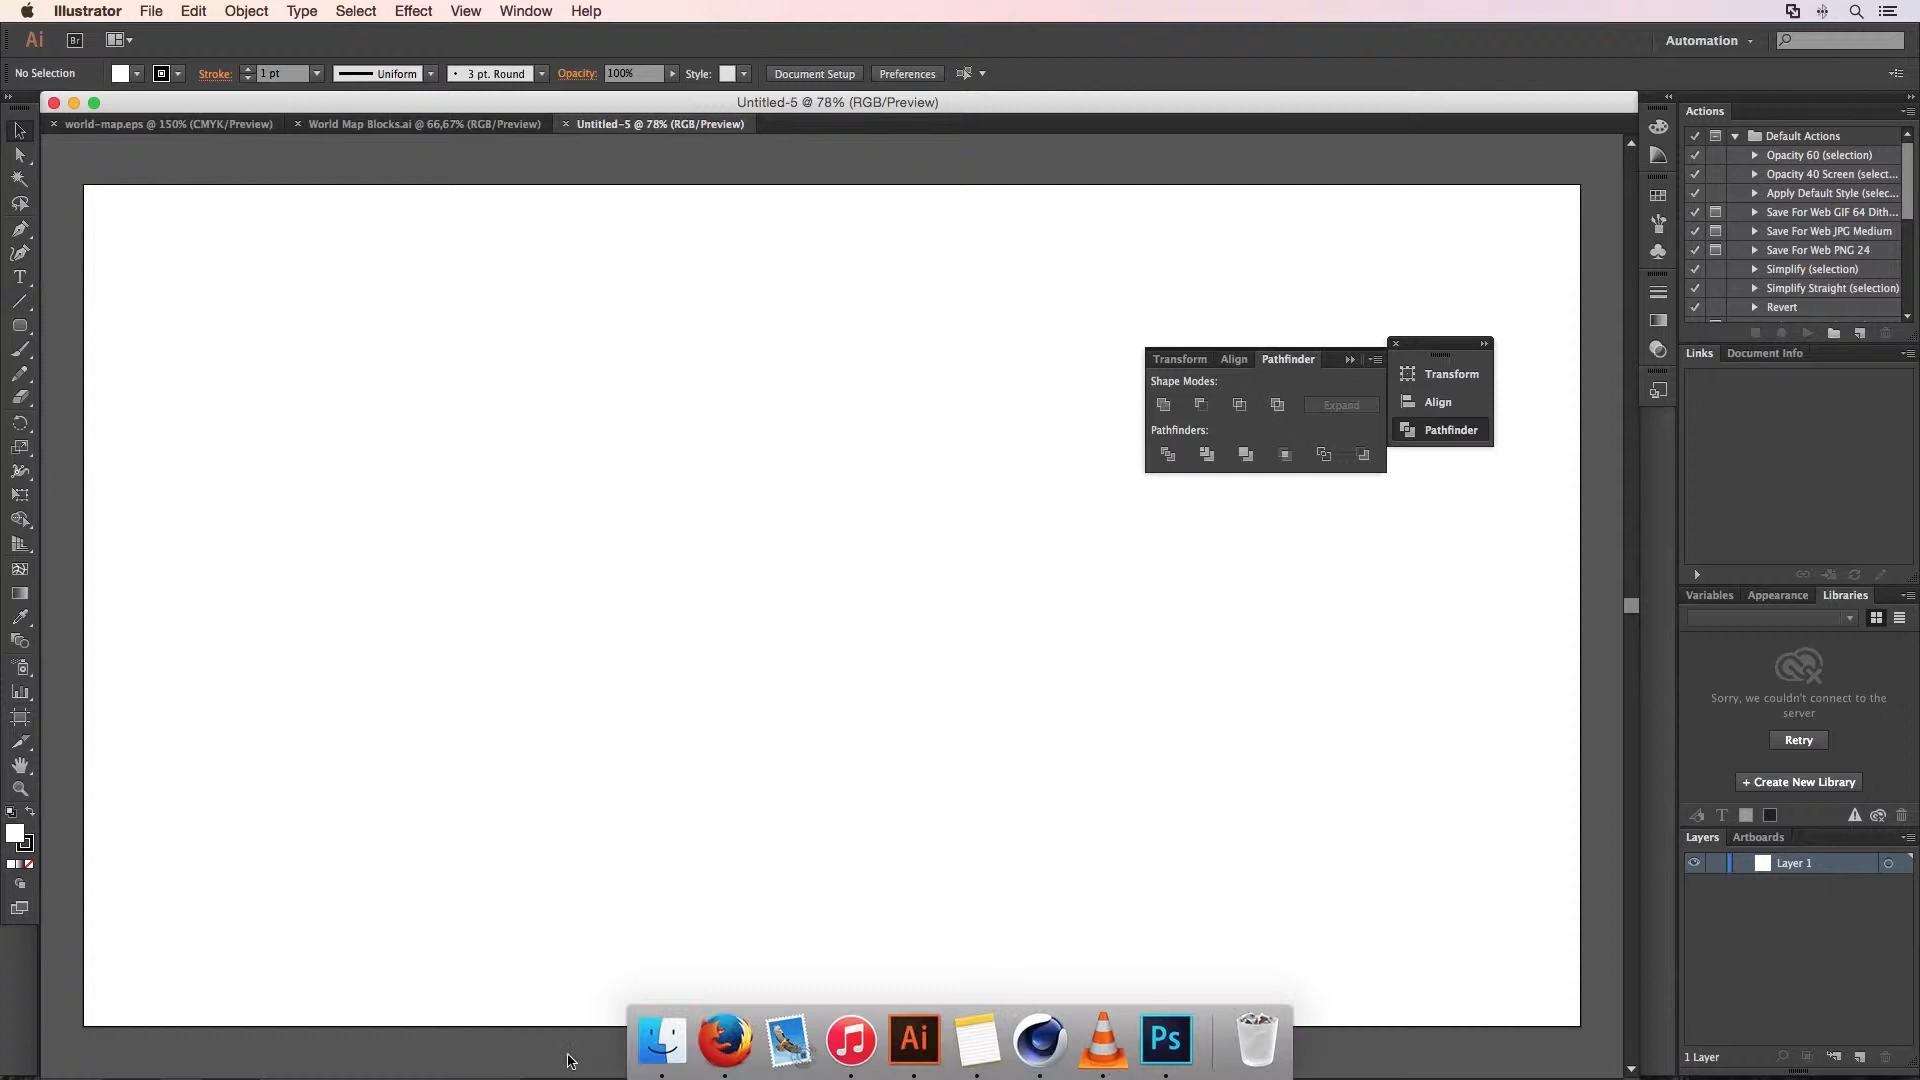 Illustrator File Edit Object Type Select Effect View Window Help
Ai Br Automation
No Selection Stroke: 1 pt Uniform 3 pt. Round Opacity: 100% Style: Document Setup Preferences
Untitled-5 @ 78% (RGB/Preview)
world-map.eps @ 150% (CMYK/Preview) World Map Blocks.ai @ 66,67% (RGB/Preview) Untitled-5 @ 78% (RGB/Preview)
Transform Align Pathfinder
Shape Modes:
Expand
Pathfinders:
Transform
Align
Pathfinder
Actions
Default Actions
Opacity 60 (selection)
Opacity 40 Screen (select...
Apply Default Style (selec...
Save For Web GIF 64 Dith...
Save For Web JPG Medium
Save For Web PNG 24
Simplify (selection)
Simplify Straight (selection)
Revert
Links Document Info
Variables Appearance Libraries
Sorry, we couldn't connect to the
server
Retry
+ Create New Library
T
Layers Artboards
Layer 1
1 Layer
T
Ai Ps